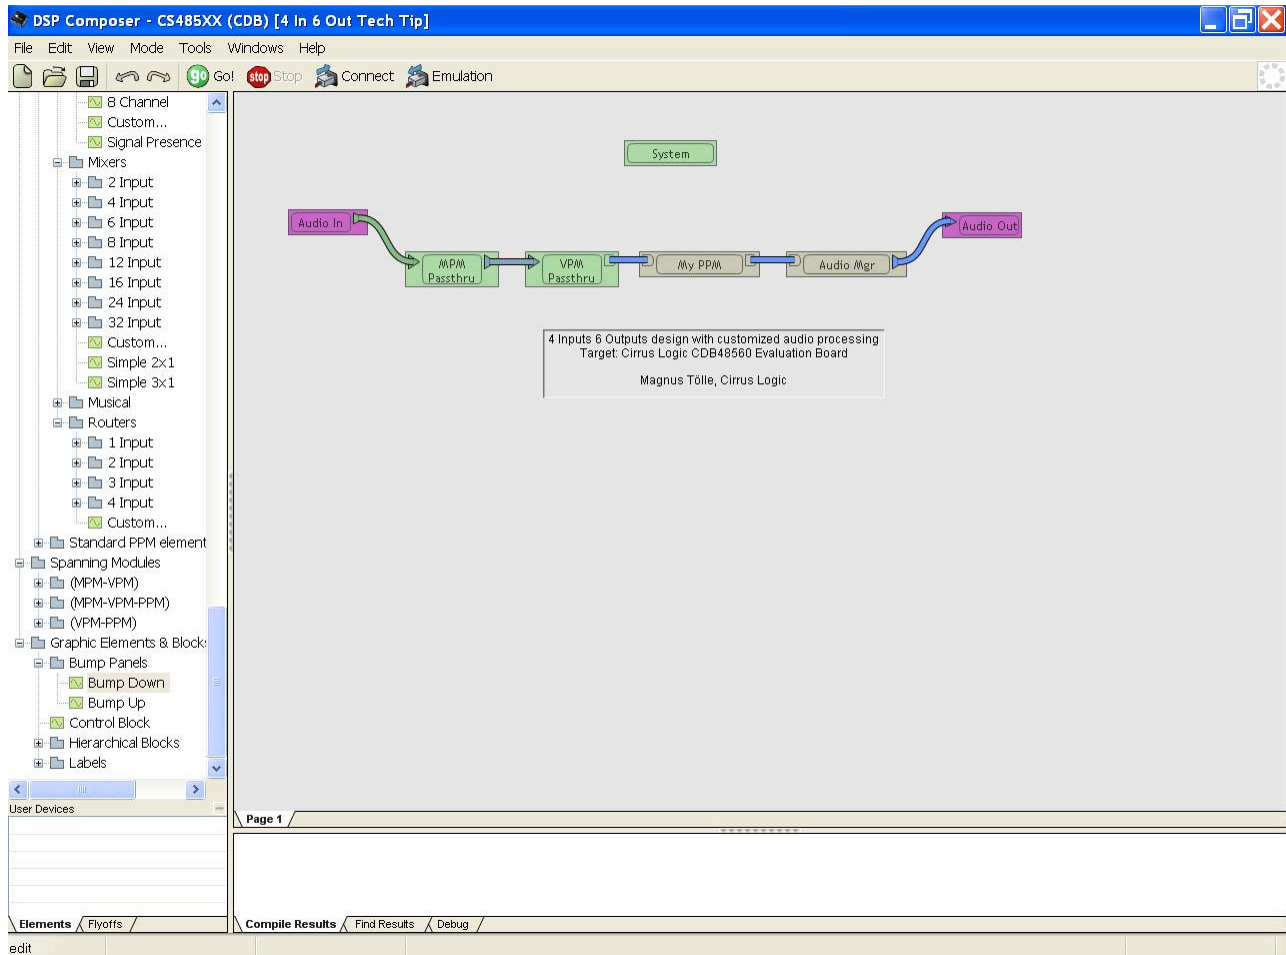 DSP Composer - CS485XX (CDB) [4 In 6 Out Tech Tip]
File Edit View Mode Tools Windows Help
go Go! stop Stop Connect Emulation
8 Channel
Custom...
Signal Presence
Mixers
2 Input
4 Input
6 Input
8 Input
12 Input
16 Input
24 Input
32 Input
Custom...
Simple 2x1
Simple 3x1
Musical
Routers
1 Input
2 Input
3 Input
4 Input
Custom...
Standard PPM element
Spanning Modules
(MPM-VPM)
(MPM-VPM-PPM)
(VPM-PPM)
Graphic Elements & Block
Bump Panels
Bump Down
Bump Up
Control Block
Hierarchical Blocks
Labels
User Devices
Elements Flyoffs
edit
System
Audio In
MPM
Passthru
VPM
Passthru
My PPM
Audio Mgr
Audio Out
4 Inputs 6 Outputs design with customized audio processing
Target: Cirrus Logic CDB48560 Evaluation Board
Magnus Tölle, Cirrus Logic
Page 1
Compile Results Find Results Debug